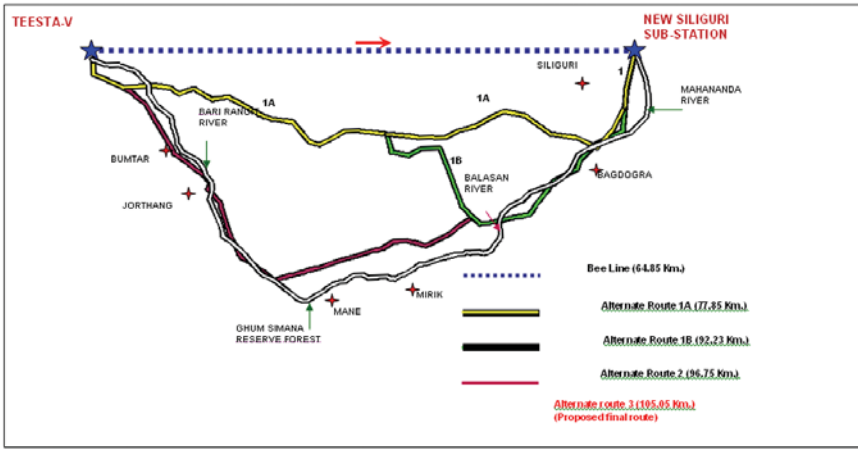 TEESTA-V
NEW SILIGURI
SUB-STATION
SILIGURI
1
MAHANANDA
RIVER
1A
1A
BARI RANGIT
RIVER
BUMTAR
1B
BALASAN
RIVER
BAGDOGRA
JORTHANG
MIRIK
MANE
GHUM SIMANA
RESERVE FOREST
Bee Line (64.85 Km.)
Alternate Route 1A (77.85 Km.)
Alternate Route 1B (92.23 Km.)
Alternate Route 2 (96.75 Km.)
Alternate route 3 (105.05 Km.)
(Proposed final route)